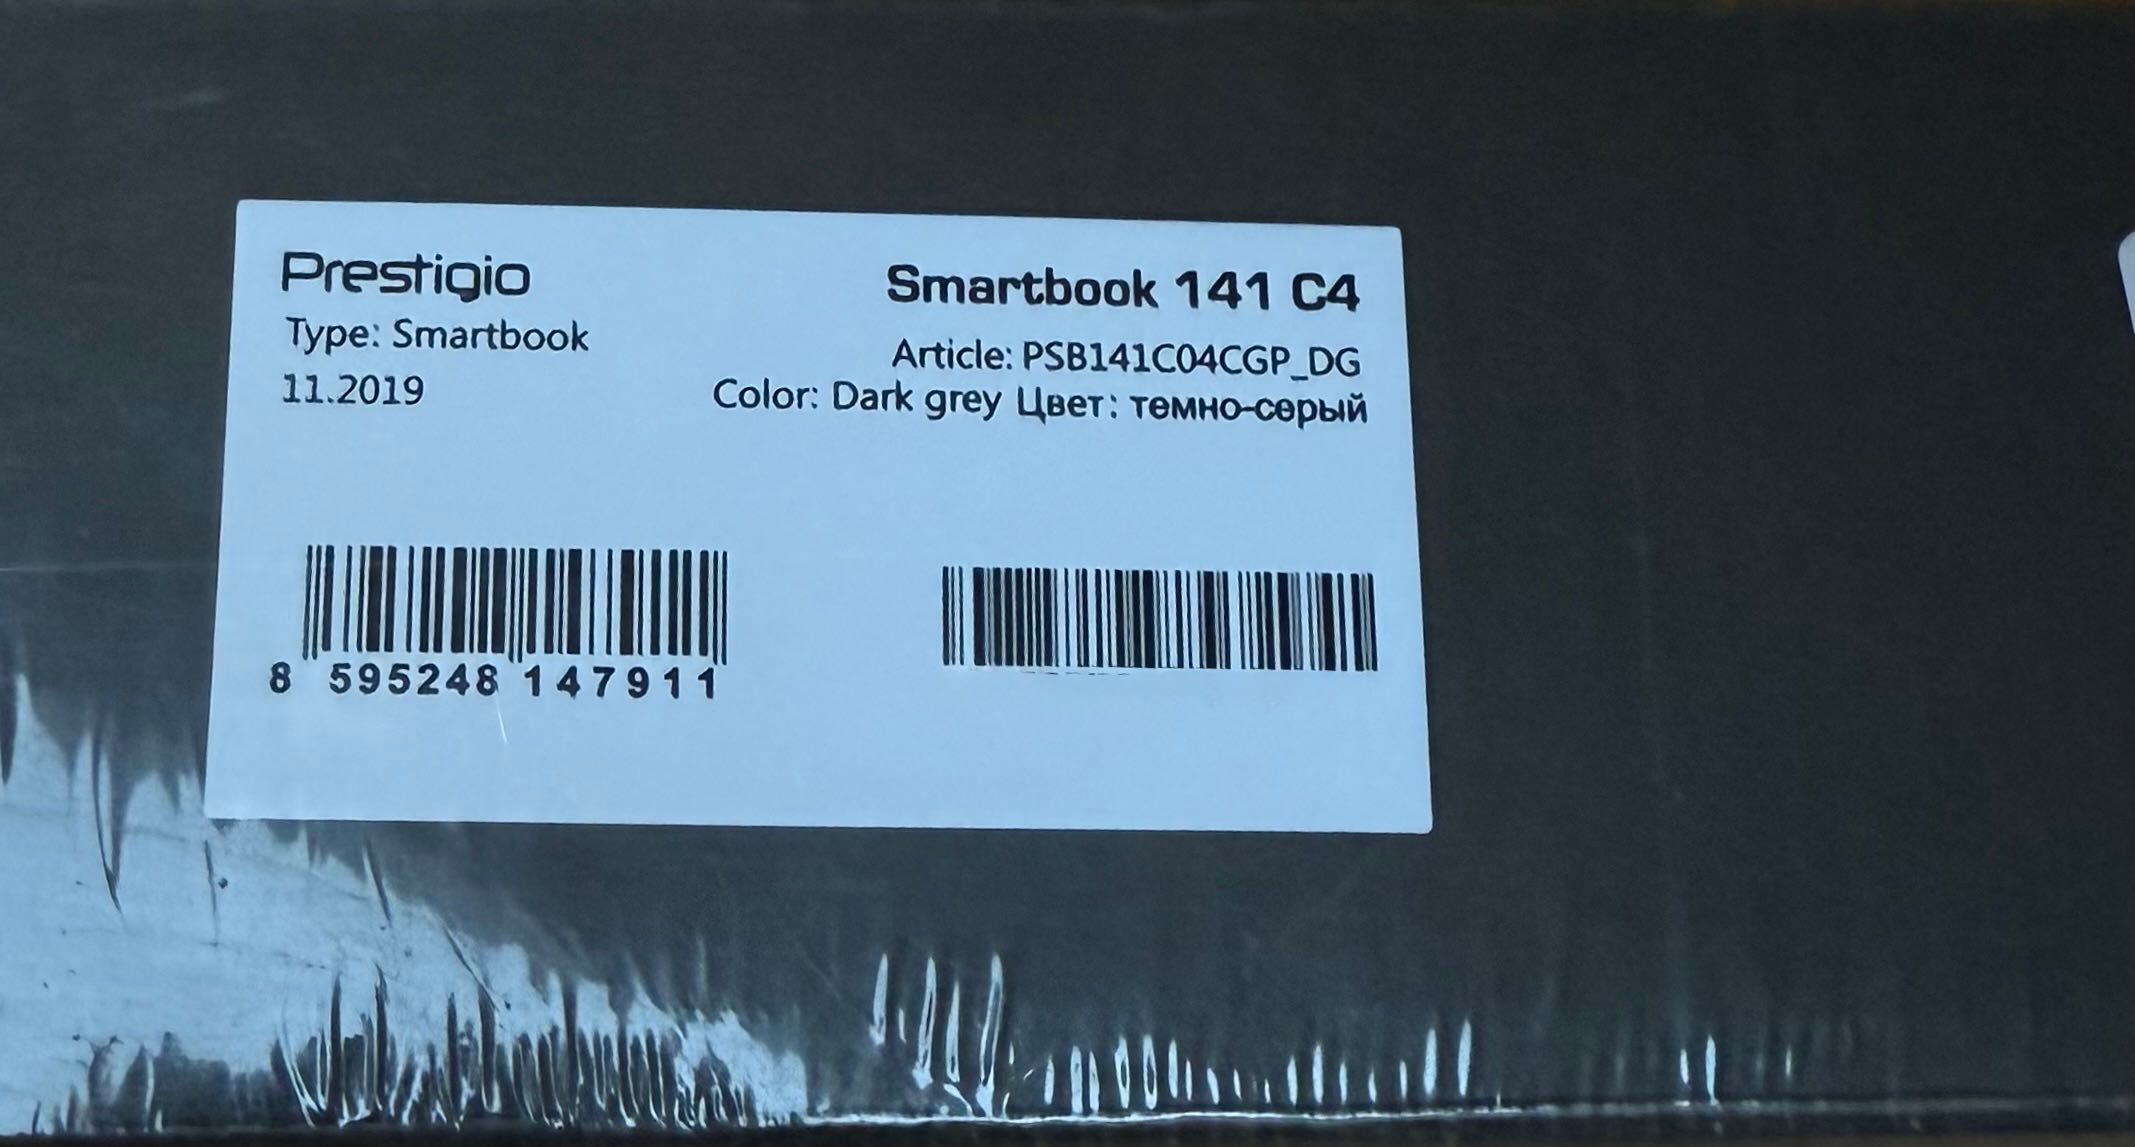 Prestigio
Type: Smartbook
11.2019
Smartbook 141 C4
Article: PSB141C04CGP_DG
Color: Dark grey Цвет: темно-серый
8 595248 147911